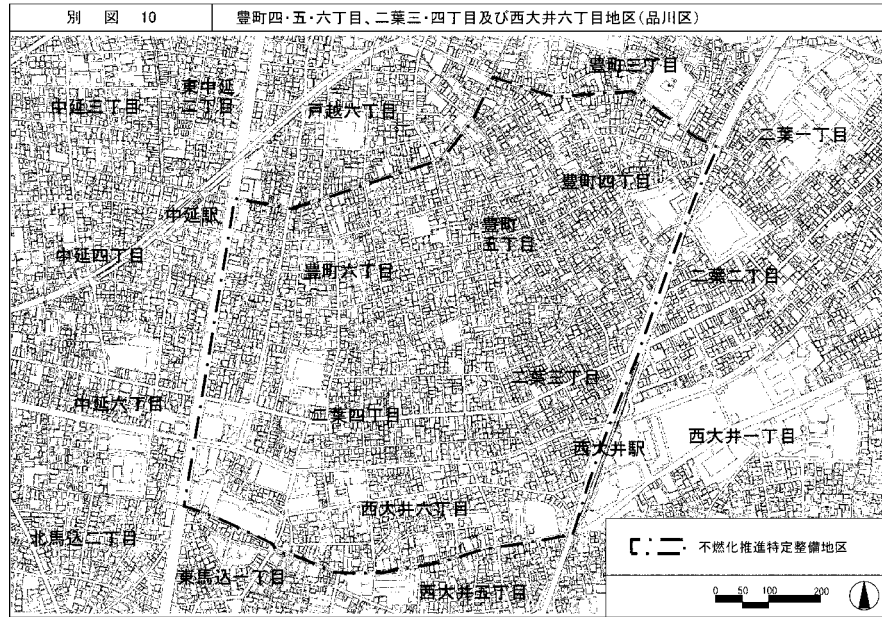 別 図 10
豊町四・五・六丁目、二葉三・四丁目及び西大井六丁目地区(品川区)
豊町三丁目
東中延
二丁目
中延三丁目
戸越六丁目
二葉一丁目
豊町四丁目
中延駅
豊町
五丁目
中延四丁目
豊町六丁目
二葉二丁目
二葉三丁目
中延六丁目
二葉四丁目
西大井駅
西大井一丁目
西大井六丁目
北馬込二丁目
東馬込一丁目
西大井五丁目
不燃化推進特定整備地区
0 50 100 200